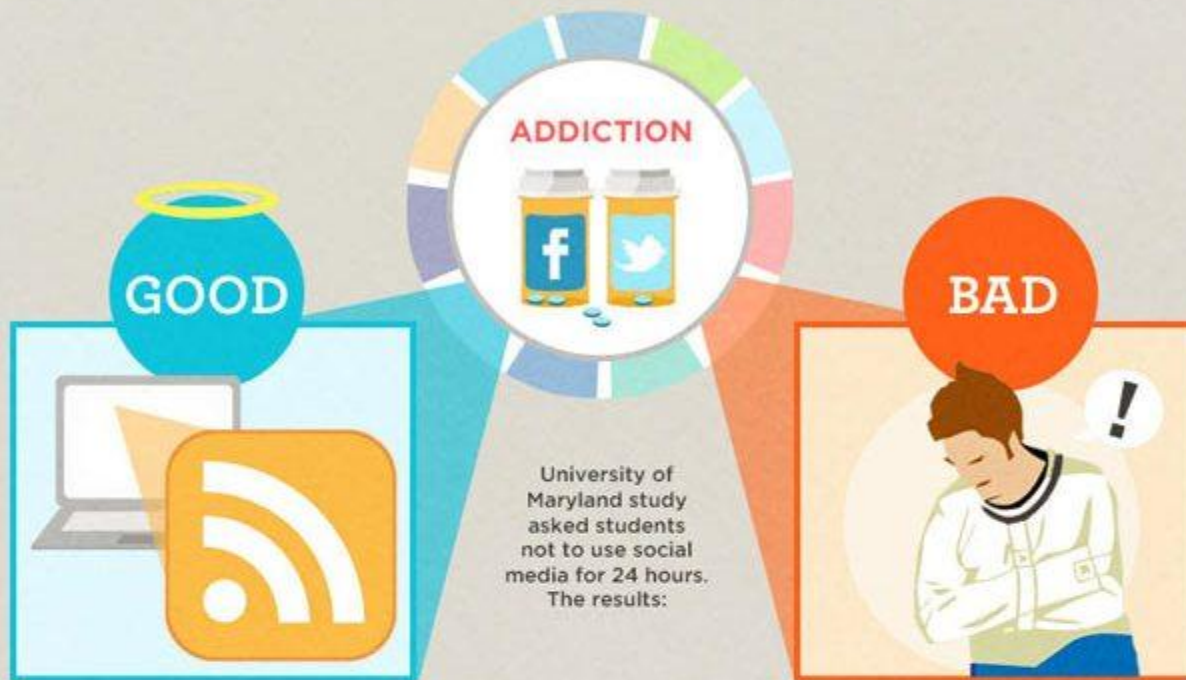 ADDICTION
f
GOOD
BAD
!
University of
Maryland study
asked students
not to use social
media for 24 hours.
The results: